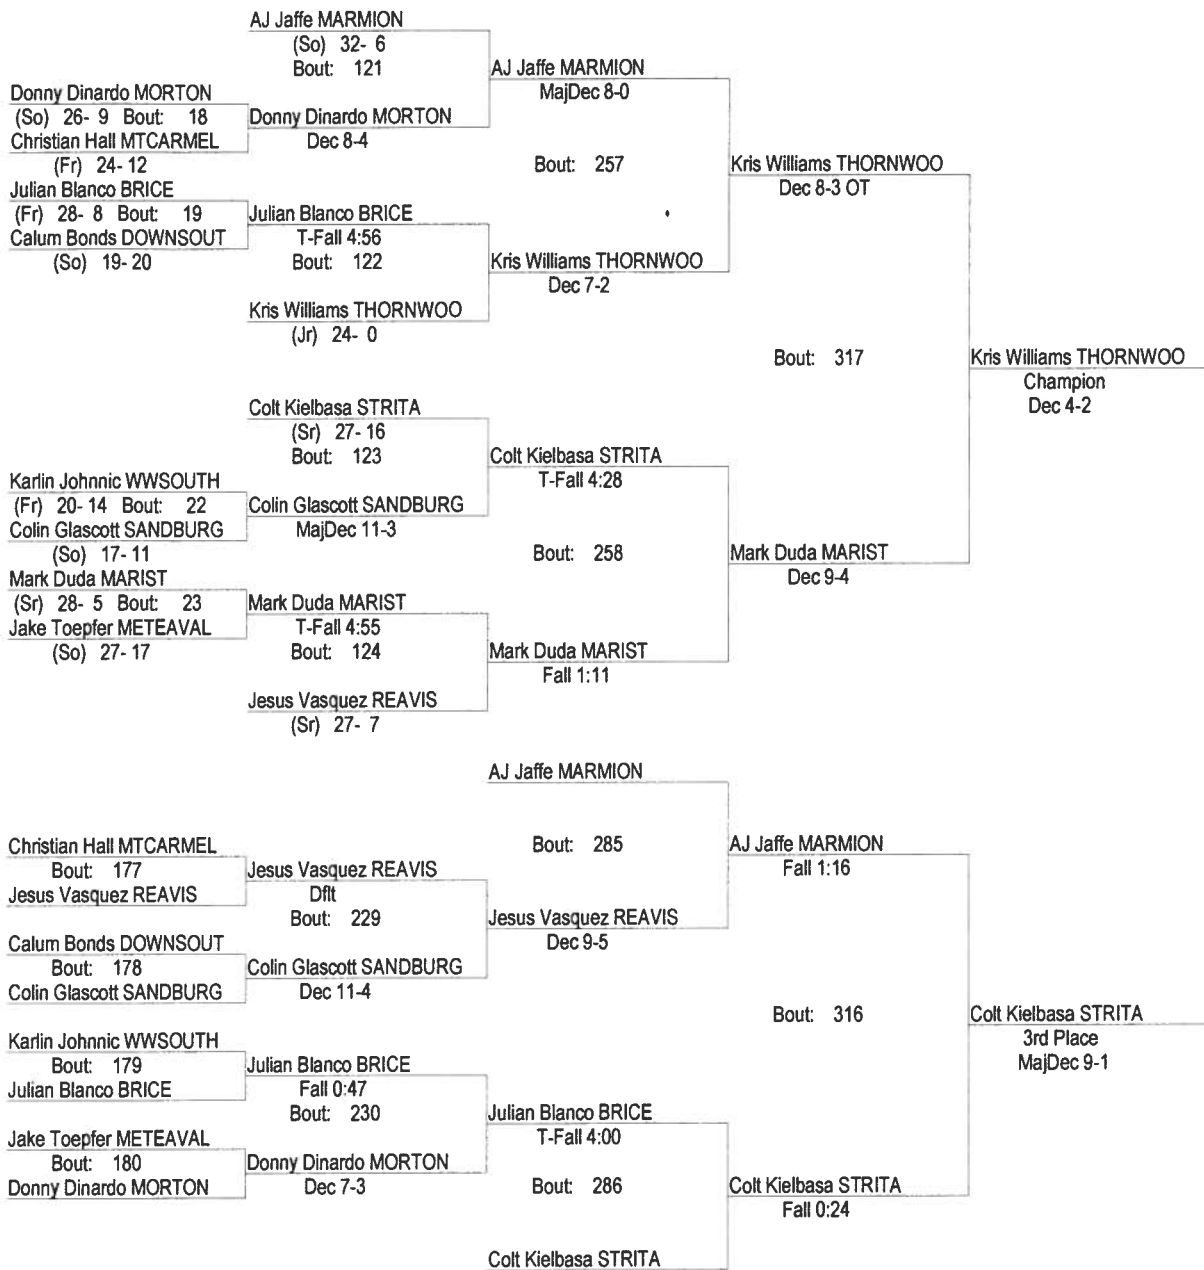 AJ Jaffe MARMION
(So) 32- 6
Bout: 121
AJ Jaffe MARMION
MajDec 8-0
Donny Dinardo MORTON
(So) 26- 9 Bout: 18
Christian Hall MTCARMEL
(Fr) 24- 12
Donny Dinardo MORTON
Dec 8-4
Bout: 257
Kris Williams THORNWOO
Dec 8-3 OT
Julian Blanco BRICE
(Fr) 28- 8 Bout: 19
Calum Bonds DOWNSOUT
(So) 19- 20
Julian Blanco BRICE
T-Fall 4:56
Bout: 122
Kris Williams THORNWOO
Dec 7-2
Kris Williams THORNWOO
(Jr) 24- 0
Bout: 317
Kris Williams THORNWOO
Champion
Dec 4-2
Colt Kielbasa STRITA
(Sr) 27- 16
Bout: 123
Colt Kielbasa STRITA
T-Fall 4:28
Karlin Johnnic WWSOUTH
(Fr) 20- 14 Bout: 22
Colin Glascott SANDBURG
(So) 17- 11
Colin Glascott SANDBURG
MajDec 11-3
Bout: 258
Mark Duda MARIST
Dec 9-4
Mark Duda MARIST
(Sr) 28- 5 Bout: 23
Jake Toepfer METEAVAL
(So) 27- 17
Mark Duda MARIST
T-Fall 4:55
Bout: 124
Mark Duda MARIST
Fall 1:11
Jesus Vasquez REAVIS
(Sr) 27- 7
AJ Jaffe MARMION
Bout: 285
AJ Jaffe MARMION
Fall 1:16
Christian Hall MTCARMEL
Bout: 177
Jesus Vasquez REAVIS
Jesus Vasquez REAVIS
Dflt
Bout: 229
Jesus Vasquez REAVIS
Dec 9-5
Calum Bonds DOWNSOUT
Bout: 178
Colin Glascott SANDBURG
Colin Glascott SANDBURG
Dec 11-4
Bout: 316
Colt Kielbasa STRITA
3rd Place
MajDec 9-1
Karlin Johnnic WWSOUTH
Bout: 179
Julian Blanco BRICE
Julian Blanco BRICE
Fall 0:47
Bout: 230
Julian Blanco BRICE
T-Fall 4:00
Jake Toepfer METEAVAL
Bout: 180
Donny Dinardo MORTON
Donny Dinardo MORTON
Dec 7-3
Bout: 286
Colt Kielbasa STRITA
Fall 0:24
Colt Kielbasa STRITA